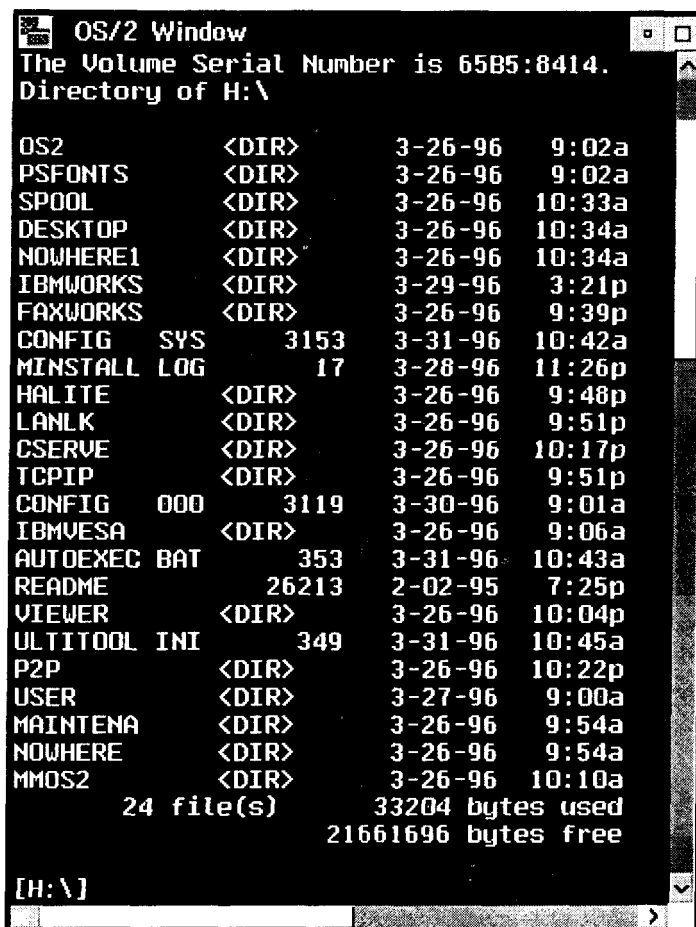 OS/2 Window
The Volume Serial Number is 65B5:8414.
Directory of H:\
OS2 <DIR> 3-26-96 9:02a
PSFONTS <DIR> 3-26-96 9:02a
SPOOL <DIR> 3-26-96 10:33a
DESKTOP <DIR> 3-26-96 10:34a
NOWHERE1 <DIR> 3-26-96 10:34a
IBMWORKS <DIR> 3-29-96 3:21p
FAXWORKS <DIR> 3-26-96 9:39p
CONFIG SYS 3153 3-31-96 10:42a
MINSTALL LOG 17 3-28-96 11:26p
HALITE <DIR> 3-26-96 9:48p
LANLK <DIR> 3-26-96 9:51p
CSERVE <DIR> 3-26-96 10:17p
TCPIP <DIR> 3-26-96 9:51p
CONFIG 000 3119 3-30-96 9:01a
IBMVESA <DIR> 3-26-96 9:06a
AUTOEXEC BAT 353 3-31-96 10:43a
README 26213 2-02-95 7:25p
VIEWER <DIR> 3-26-96 10:04p
ULTITOOL INI 349 3-31-96 10:45a
P2P <DIR> 3-26-96 10:22p
USER <DIR> 3-27-96 9:00a
MAINTENA <DIR> 3-26-96 9:54a
NOWHERE <DIR> 3-26-96 9:54a
MMOS2 <DIR> 3-26-96 10:10a
24 file(s) 33204 bytes used
21661696 bytes free
[H:\]